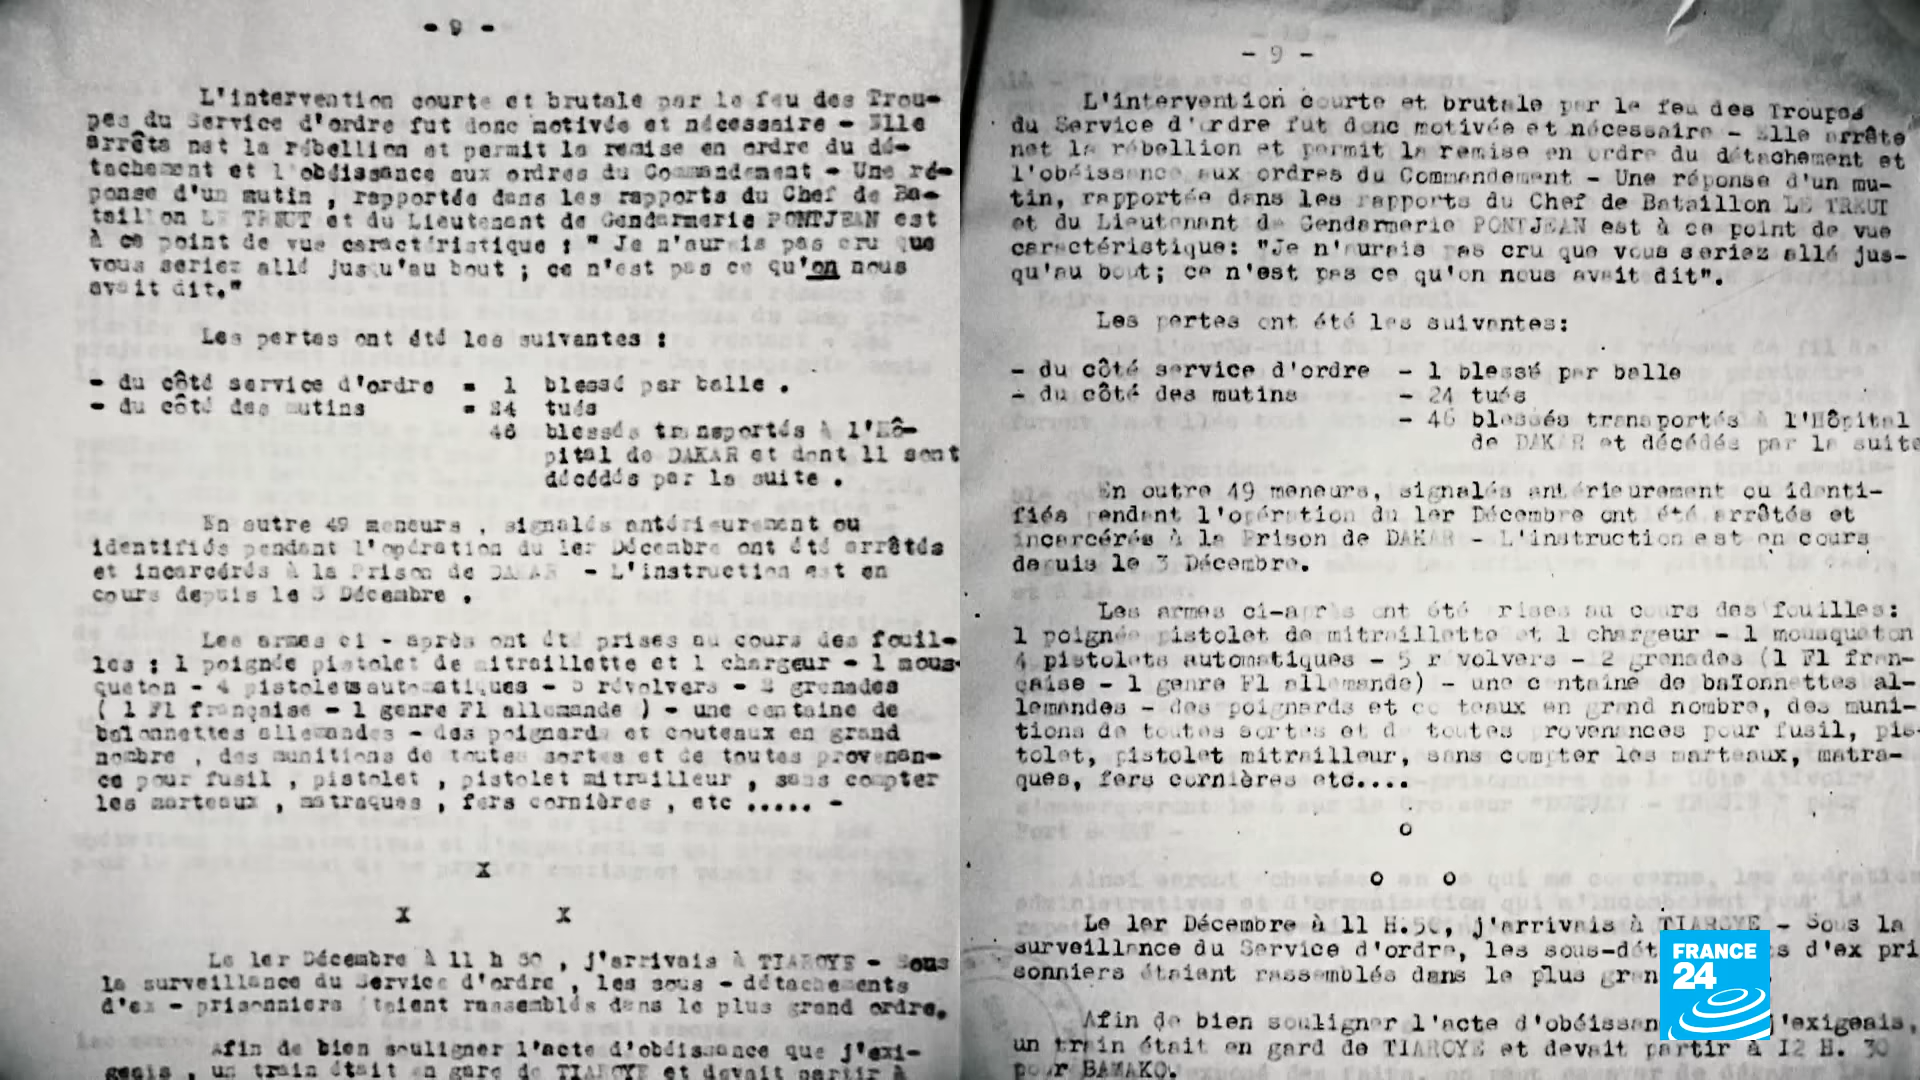 - 9 -
L'intervention courte et brutale par le feu des Trou-
pes du Service d'ordre fut donc motivée et nécessaire - Elle
arrêta net la rébellion et permit la remise en ordre du dé-
tachement et l'obéissance aux ordres du Commandement - Une ré-
ponse d'un mutin , rapportée dans les rapports du Chef de Ba-
taillon LE TREUT et du Lieutenant de Gendarmerie PONTJEAN est
à ce point de vue caractéristique : " Je n'aurais pas cru que
vous seriez allé jusqu'au bout ; ce n'est pas ce qu'on nous
avait dit."
Les pertes ont été les suivantes :
- du côté service d'ordre = 1 blessé par balle .
- du côté des mutins = 24 tués
46 blessés transportés à l'Hô-
pital de DAKAR et dont 11 sont
décédés par la suite .
En outre 49 meneurs , signalés antérieurement ou
identifiés pendant l'opération du 1er Décembre ont été arrêtés
et incarcérés à la Prison de DAKAR - L'instruction est en
cours depuis le 3 Décembre .
Les armes ci - après ont été prises au cours des fouil-
les : 1 poignée pistolet de mitraillette et 1 chargeur - 1 mous-
queton - 4 pistolets automatiques - 5 révolvers - 2 grenades
( 1 F1 française - 1 genre F1 allemande ) - une centaine de
baïonnettes allemandes - des poignards et couteaux en grand
nombre , des munitions de toutes sortes et de toutes provenan-
ce pour fusil , pistolet , pistolet mitrailleur , sans compter
les marteaux , matraques , fers cornières , etc ..... -
X
X X
Le 1er Décembre à 11 h 50 , j'arrivais à TIAROYE - Sous
la surveillance du Service d'ordre , les sous - détachements
d'ex - prisonniers étaient rassemblés dans le plus grand ordre.
Afin de bien souligner l'acte d'obéissance que j'exi-
geais , un train était en gare de TIAROYE et devait partir à
- 9 -
L'intervention courte et brutale par le feu des Troupes
du Service d'ordre fut donc motivée et nécessaire - Elle arrête
net la rébellion et permit la remise en ordre du détachement et
l'obéissance aux ordres du Commandement - Une réponse d'un mu-
tin, rapportée dans les rapports du Chef de Bataillon LE TREUT
et du Lieutenant de Gendarmerie PONTJEAN est à ce point de vue
caractéristique: "Je n'aurais pas cru que vous seriez allé jus-
qu'au bout; ce n'est pas ce qu'on nous avait dit".
Les pertes ont été les suivantes:
- du côté service d'ordre - 1 blessé par balle
- du côté des mutins - 24 tués
- 46 blessés transportés à l'Hôpital
de DAKAR et décédés par la suite
En outre 49 meneurs, signalés antérieurement ou identi-
fiés pendant l'opération du 1er Décembre ont été arrêtés et
incarcérés à la Prison de DAKAR - L'instruction est en cours
depuis le 3 Décembre.
Les armes ci-après ont été prises au cours des fouilles:
1 poignée pistolet de mitraillette et 1 chargeur - 1 mousqueton
4 pistolets automatiques - 5 révolvers - 2 grenades (1 F1 fran-
çaise - 1 genre F1 allemande) - une centaine de baïonnettes al-
lemandes - des poignards et couteaux en grand nombre, des muni-
tions de toutes sortes et de toutes provenances pour fusil, pis-
tolet, pistolet mitrailleur, sans compter les marteaux, matra-
ques, fers cornières etc....
o
o o
Le 1er Décembre à 11 H.50, j'arrivais à TIAROYE - Sous la
surveillance du Service d'ordre, les sous-dét s d'ex pri
sonniers étaient rassemblés dans le plus gran
Afin de bien souligner l'acte d'obéissan j'exigeais,
un train était en gard de TIAROYE et devait partir à 12 H. 30
pour BAMAKO.
FRANCE
24